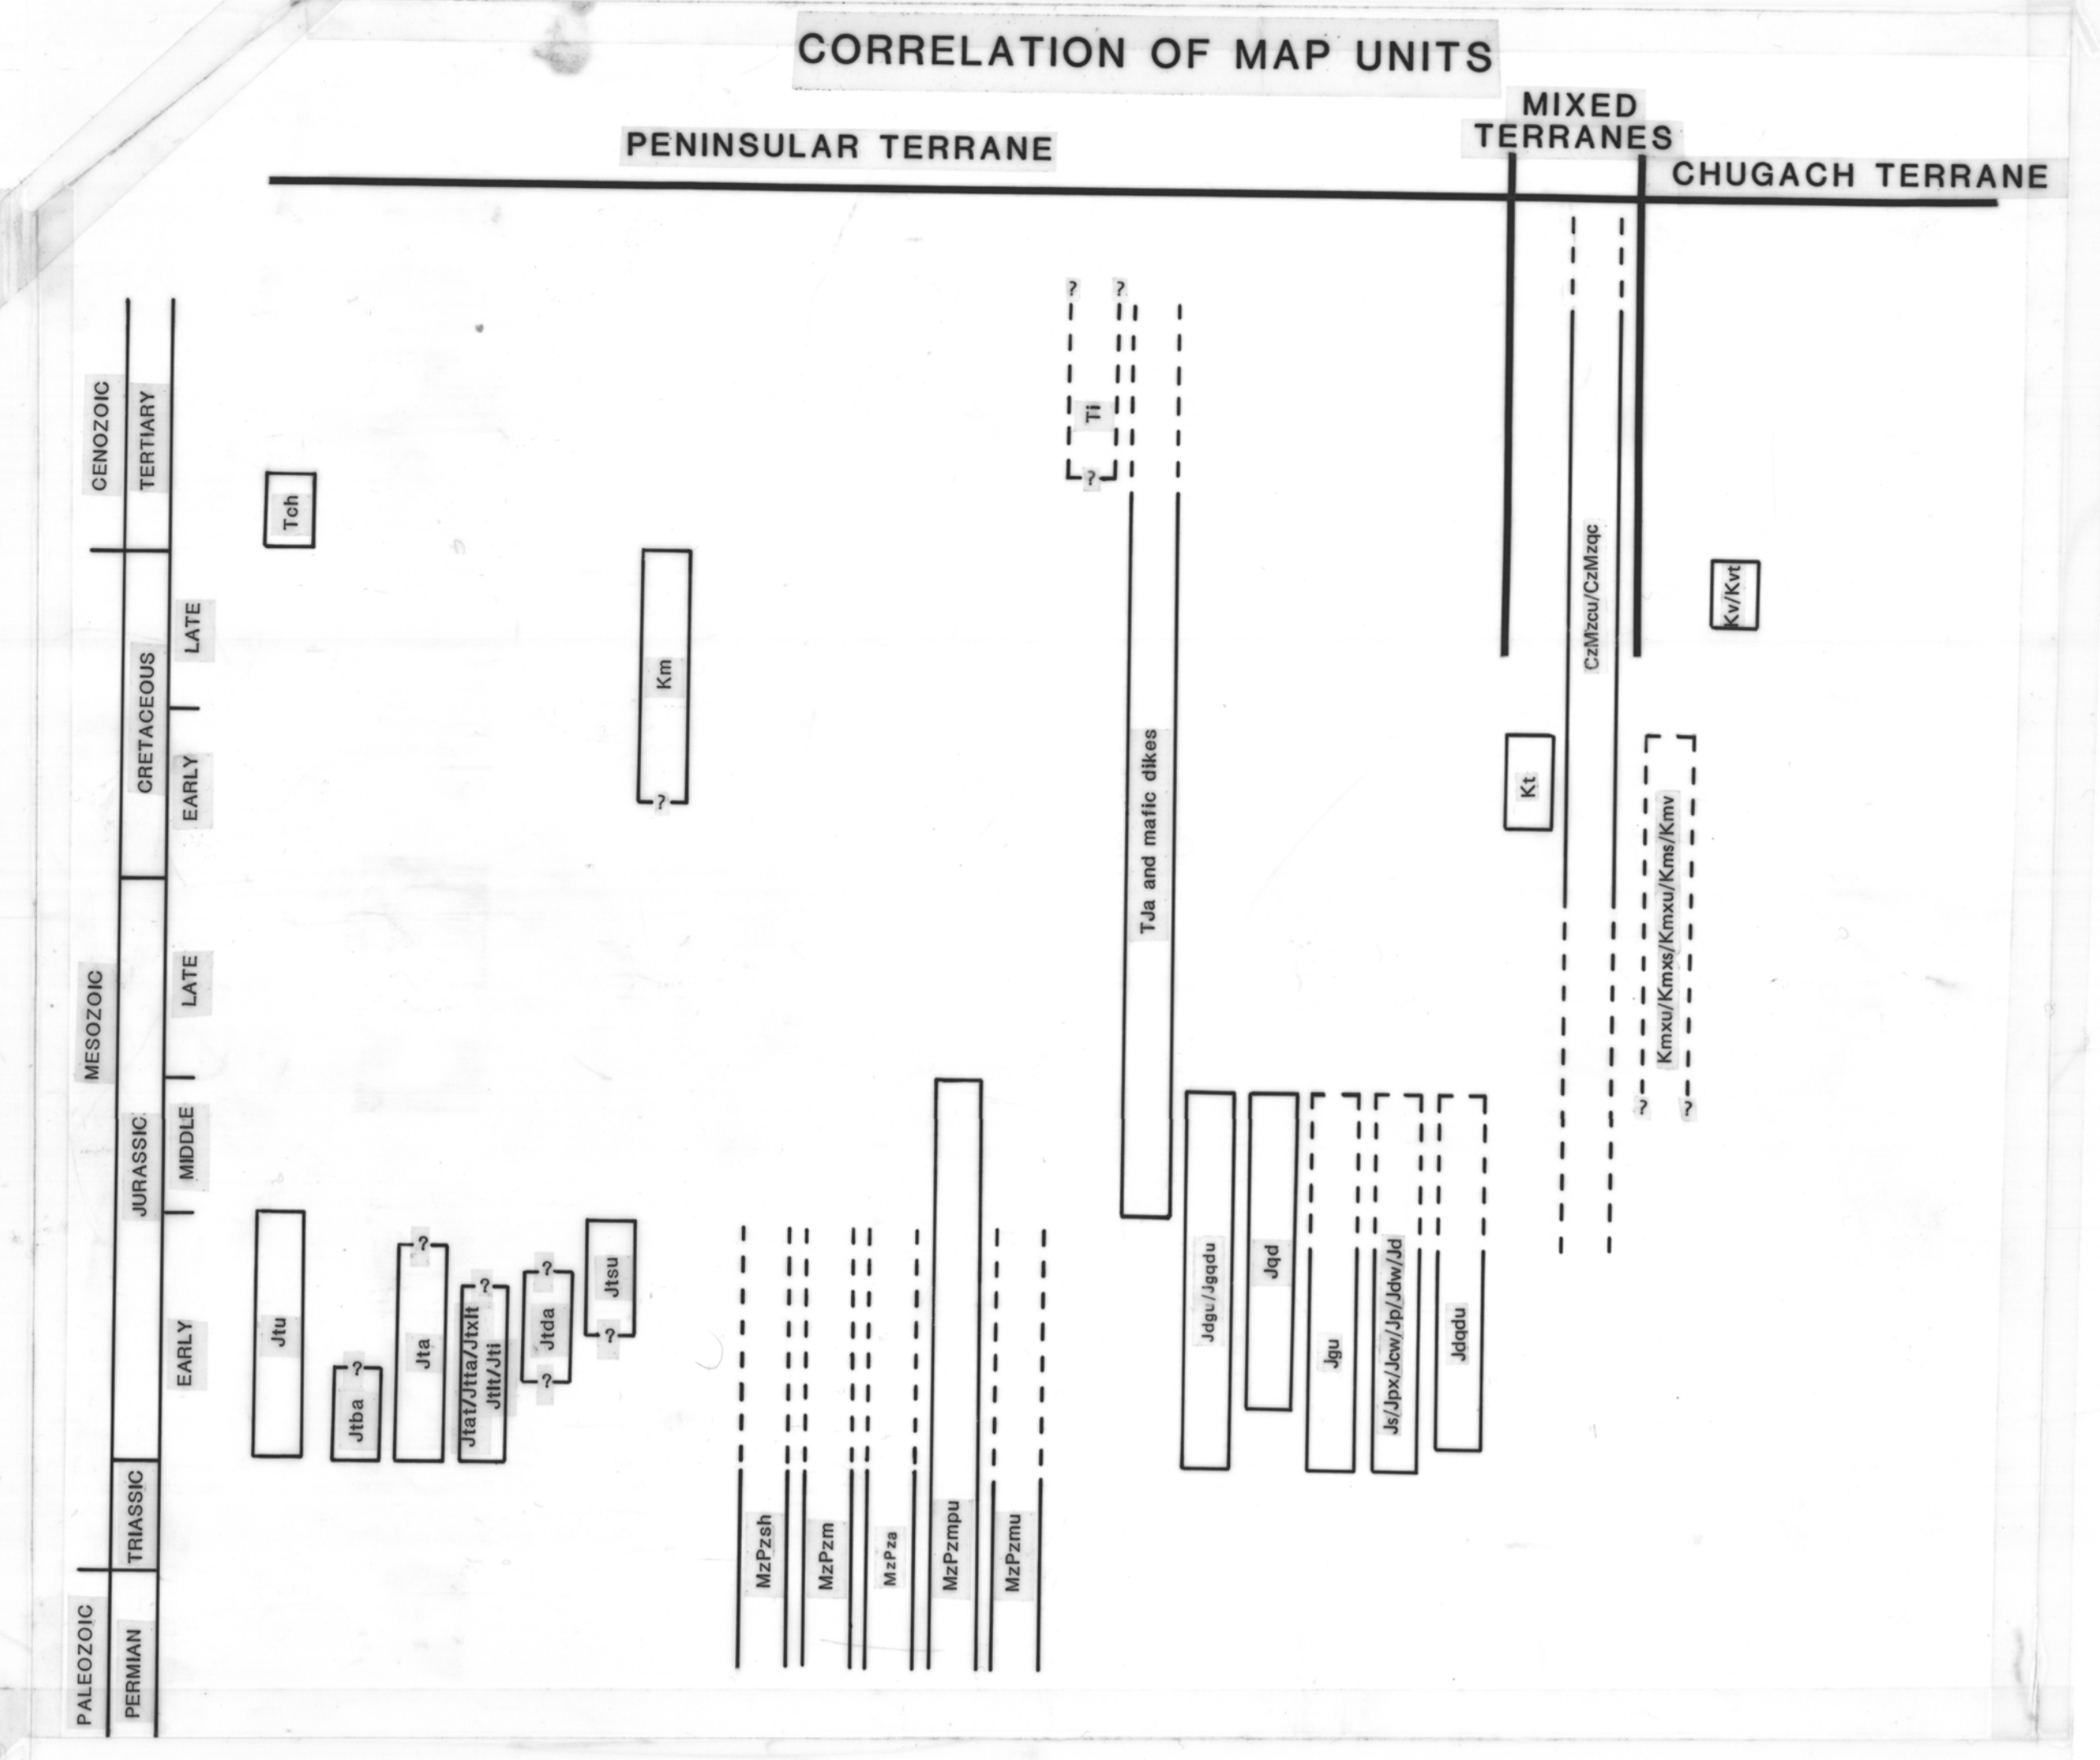 CORRELATION OF MAP UNITS
PENINSULAR TERRANE
MIXED
TERRANES
CHUGACH TERRANE
CENOZOIC
TERTIARY
MESOZOIC
CRETACEOUS
LATE
EARLY
JURASSIC
LATE
MIDDLE
EARLY
TRIASSIC
PALEOZOIC
PERMIAN
Tch
Jtu
? Jtba
? Jta
? Jtat/Jtta/Jtxlt
Jtlt/Jti
? Jtda ?
Jtsu ?
Km ?
MzPzsh
MzPzm
MzPza
MzPzmpu
MzPzmu
? ?
Ti
?
TJa and mafic dikes
Jdgu/Jgqdu
Jqd
Jgu
Js/Jpx/Jcw/Jp/Jdw/Jd
Jdqdu
Kt
CzMzcu/CzMzqc
Kmxu/Kmxs/Kmxu/Kms/Kmv
? ?
Kv/Kvt